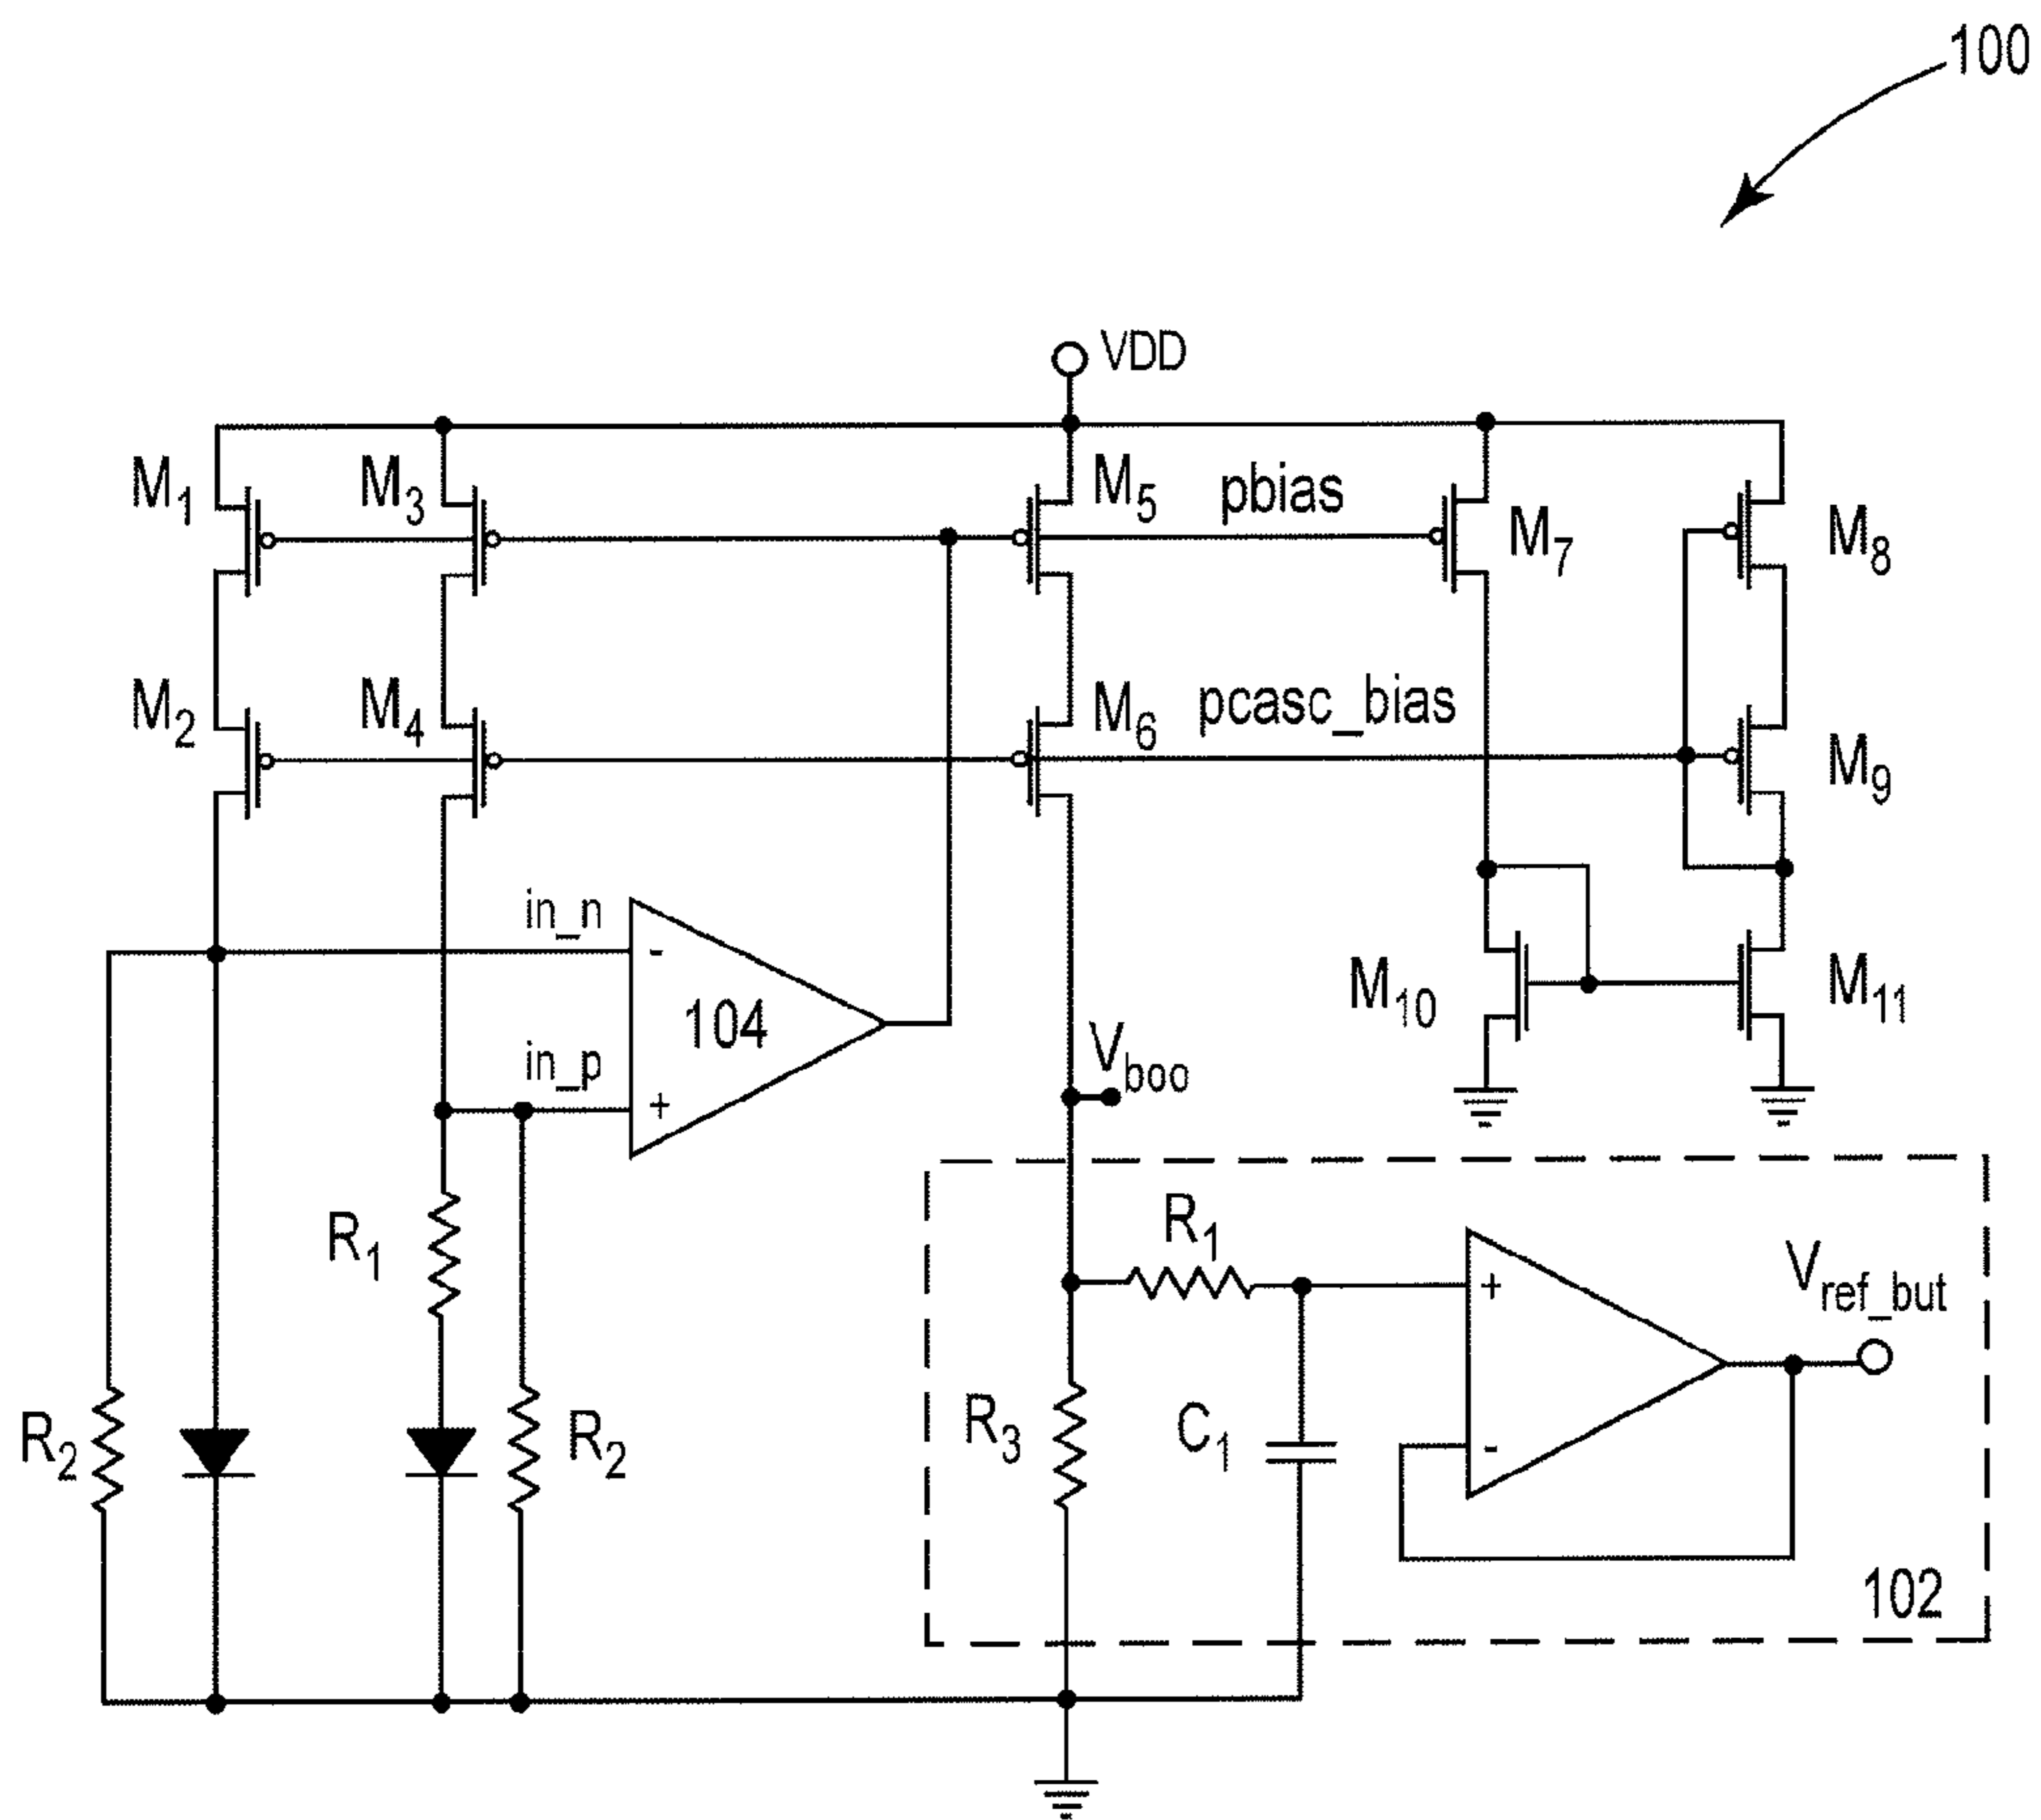 100
VDD
M1
M3
M5
pbias
M7
M8
M2
M4
M6
pcasc_bias
M9
in_n
-
104
in_p
+
M10
M11
Vboo
R1
R1
+
Vref_but
R2
R2
R3
C1
-
102